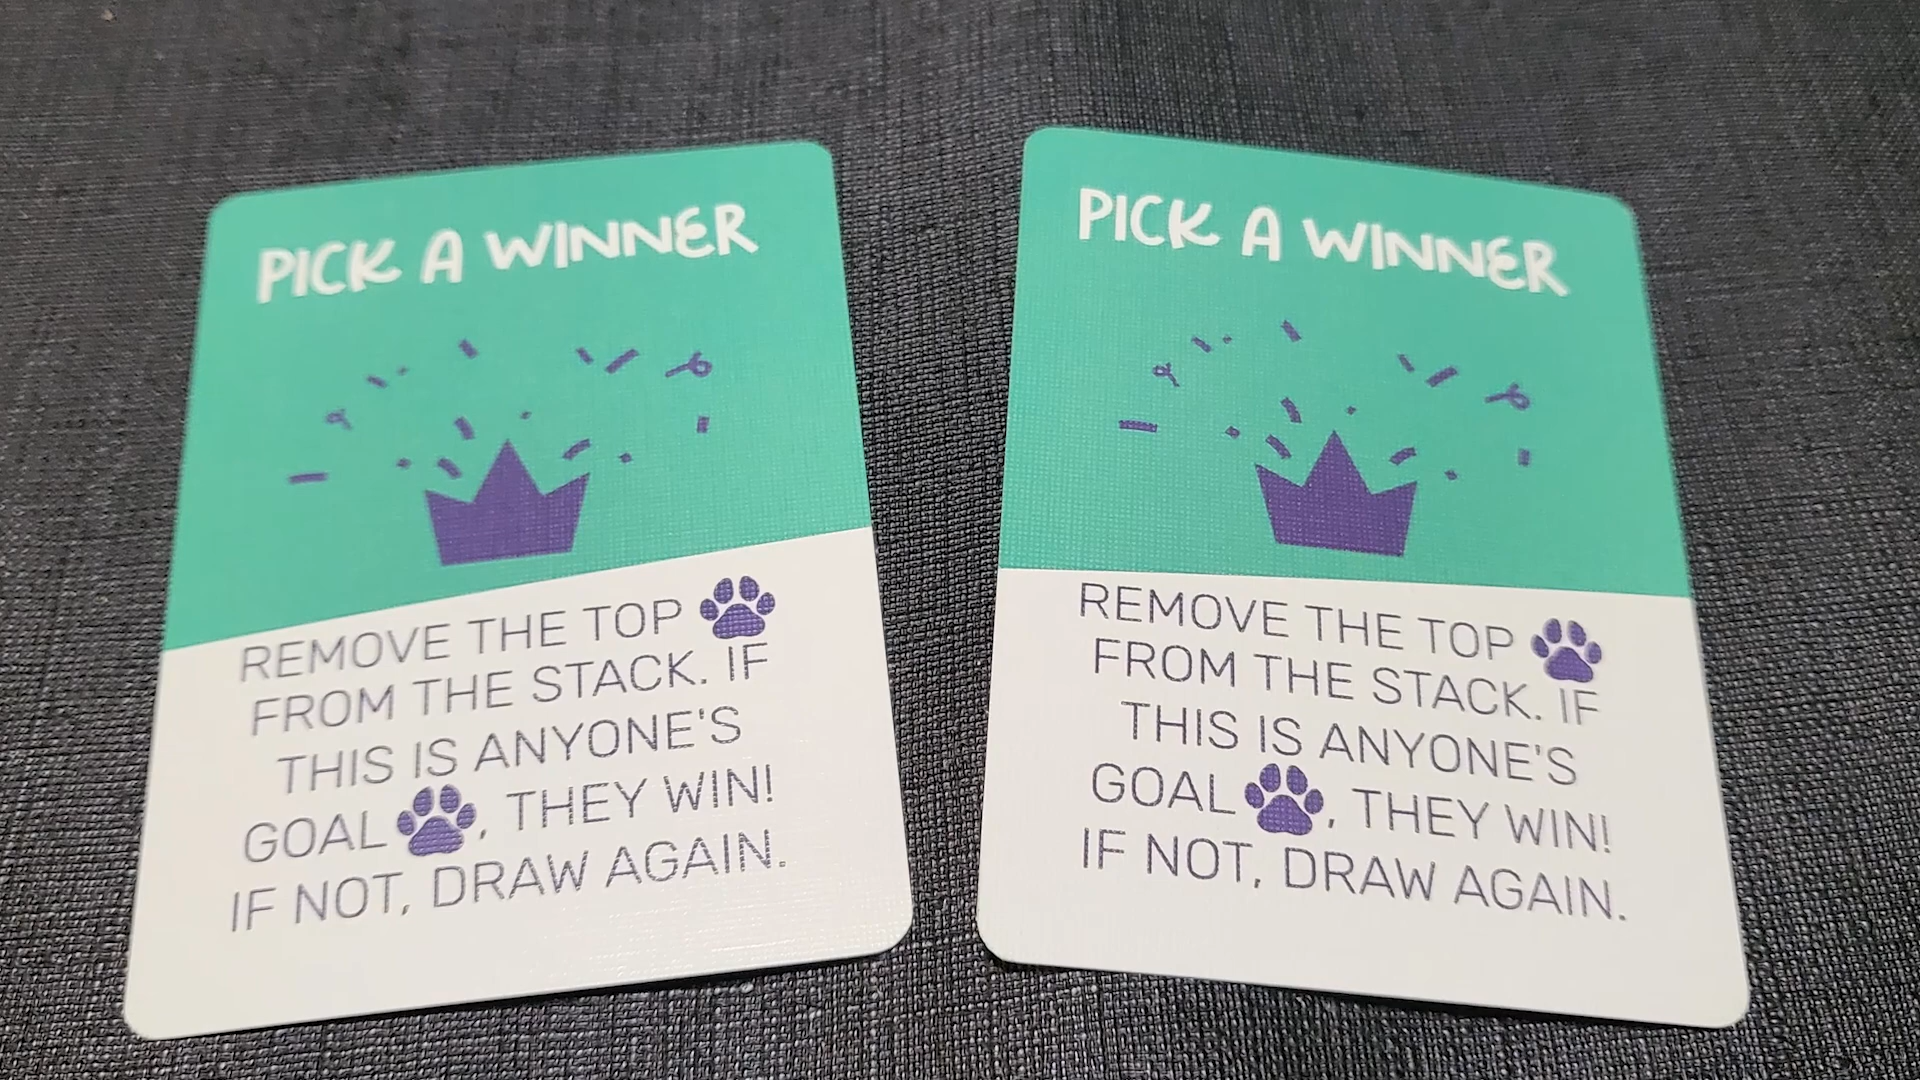 PICK A WINNER
REMOVE THE TOP
FROM THE STACK. IF
THIS IS ANYONE'S
GOAL , THEY WIN!
IF NOT, DRAW AGAIN.
PICK A WINNER
REMOVE THE TOP
FROM THE STACK. IF
THIS IS ANYONE'S
GOAL , THEY WIN!
IF NOT, DRAW AGAIN.